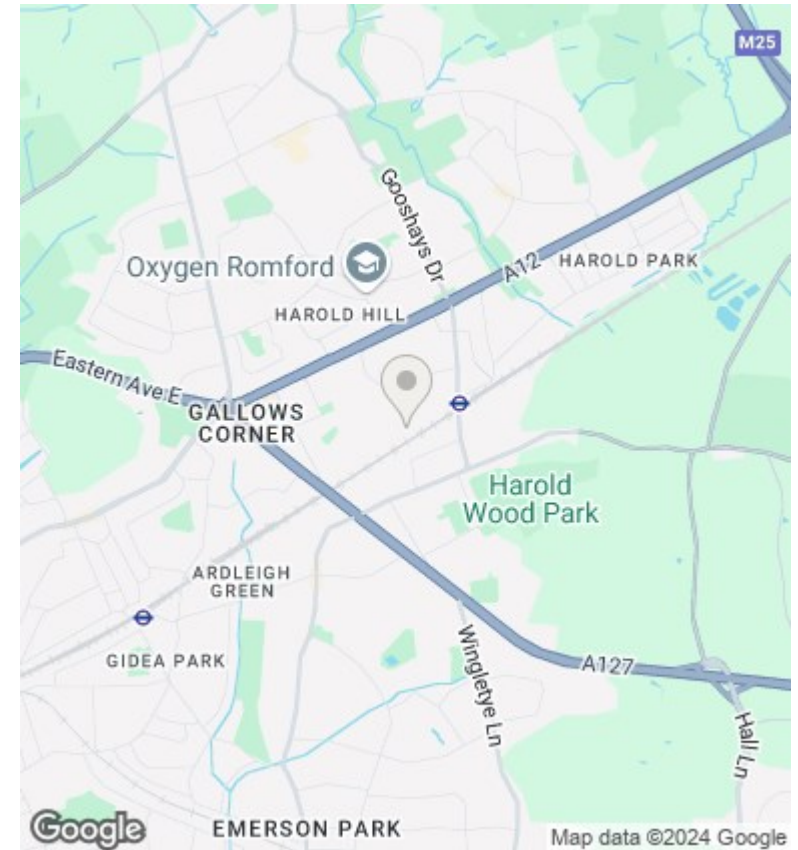 M25
Gooshays Dr
Oxygen Romford
A12
HAROLD PARK
HAROLD HILL
Eastern Ave E
GALLOWS
CORNER
Harold
Wood Park
ARDLEIGH
GREEN
GIDEA PARK
Wingletye Ln
A127
Hall Ln
EMERSON PARK
Google
Map data ©2024 Google